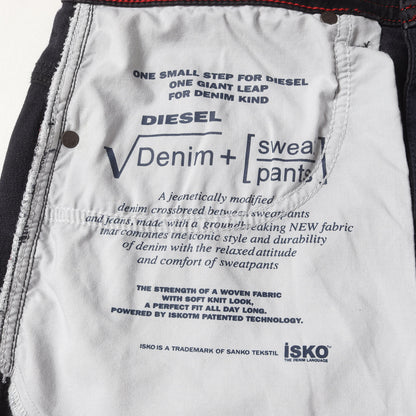 ONE SMALL STEP FOR DIESEL
ONE GIANT LEAP
FOR DENIM KIND
DIESEL
√Denim + [swea
pants]
A jeanetically modified
denim crossbreed between sweatpants
and jeans, made with a groundbreaking NEW fabric
that combines the iconic style and durability
of denim with the relaxed attitude
and comfort of sweatpants
THE STRENGTH OF A WOVEN FABRIC
WITH SOFT KNIT LOOK,
A PERFECT FIT ALL DAY LONG.
POWERED BY ISKOTM PATENTED TECHNOLOGY.
ISKO IS A TRADEMARK OF SANKO TEKSTIL
iSKO™
THE DENIM LANGUAGE